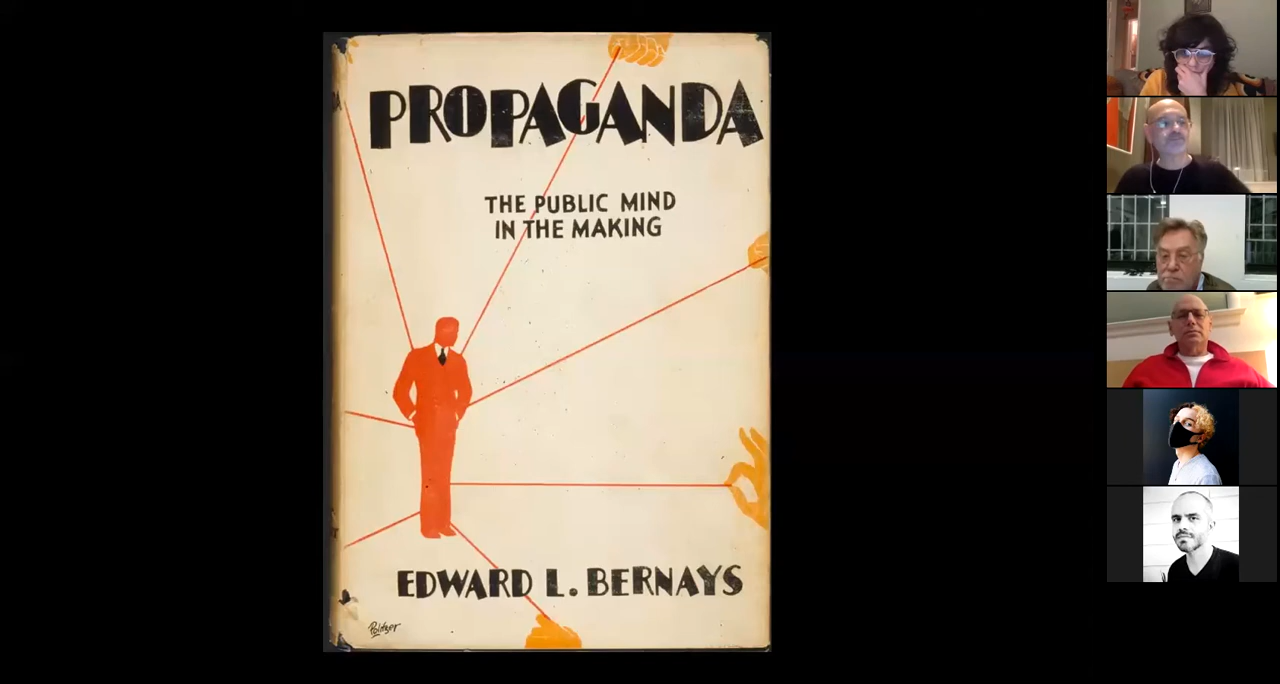 PROPAGANDA
THE PUBLIC MIND
IN THE MAKING
EDWARD L. BERNAYS
Politzer